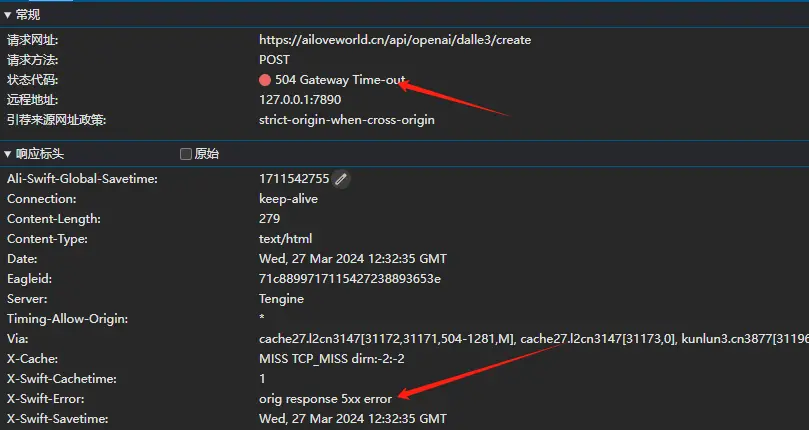 常规
请求网址: https://ailoveworld.cn/api/openai/dalle3/create
请求方法: POST
状态代码: 504 Gateway Time-out
远程地址: 127.0.0.1:7890
引荐来源网址政策: strict-origin-when-cross-origin
响应标头 原始
Ali-Swift-Global-Savetime: 1711542755
Connection: keep-alive
Content-Length: 279
Content-Type: text/html
Date: Wed, 27 Mar 2024 12:32:35 GMT
Eagleid: 71c8899717115427238893653e
Server: Tengine
Timing-Allow-Origin: *
Via: cache27.l2cn3147[31172,31171,504-1281,M], cache27.l2cn3147[31173,0], kunlun3.cn3877[31196
X-Cache: MISS TCP_MISS dirn:-2:-2
X-Swift-Cachetime: 1
X-Swift-Error: orig response 5xx error
X-Swift-Savetime: Wed, 27 Mar 2024 12:32:35 GMT